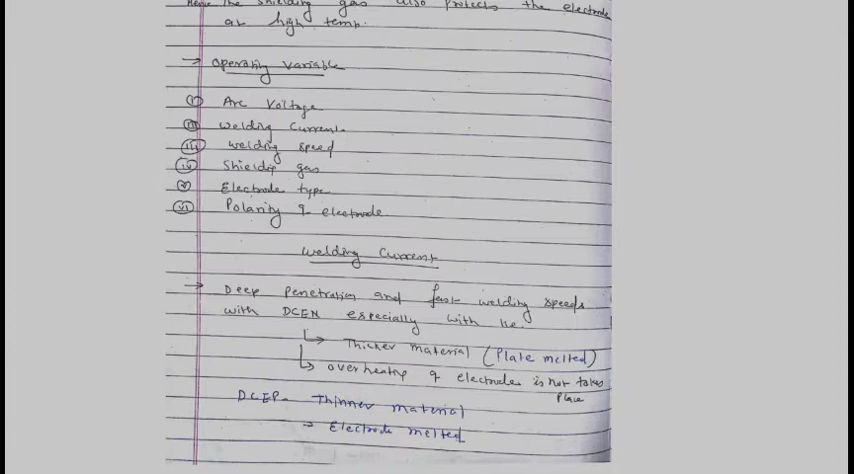 Hence the shielding gas also protects the electrode
at high temp.
→ Operating variable
(i) Arc Voltage
(ii) Welding Current
(iii) Welding speed
(iv) Shielding gas
(v) Electrode type
(vi) Polarity of electrode
Welding Current
→ Deep penetration and fast welding speeds
with DCEN especially with He
↳ Thicker material (Plate melted)
↳ overheating of electrodes is not takes
Place
DCEP - Thinner material
→ Electrode melted